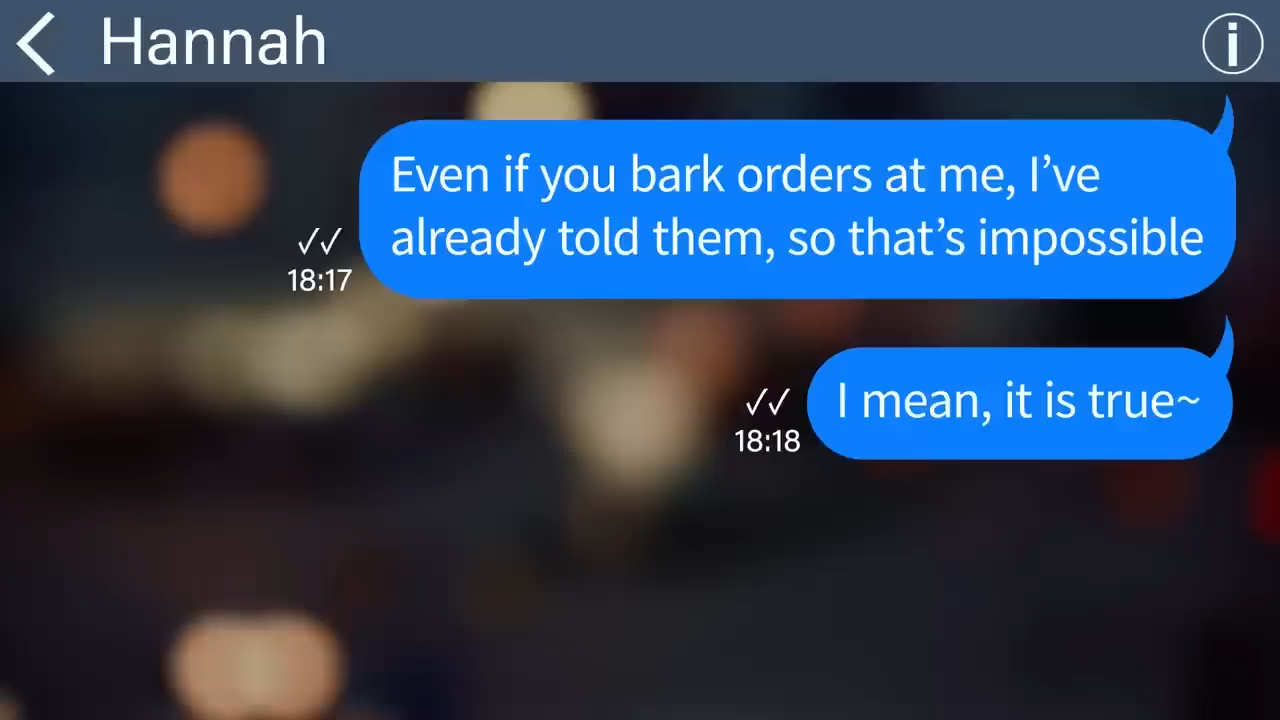 Hannah
Even if you bark orders at me, I’ve
already told them, so that’s impossible
✓✓
18:17
I mean, it is true~
✓✓
18:18